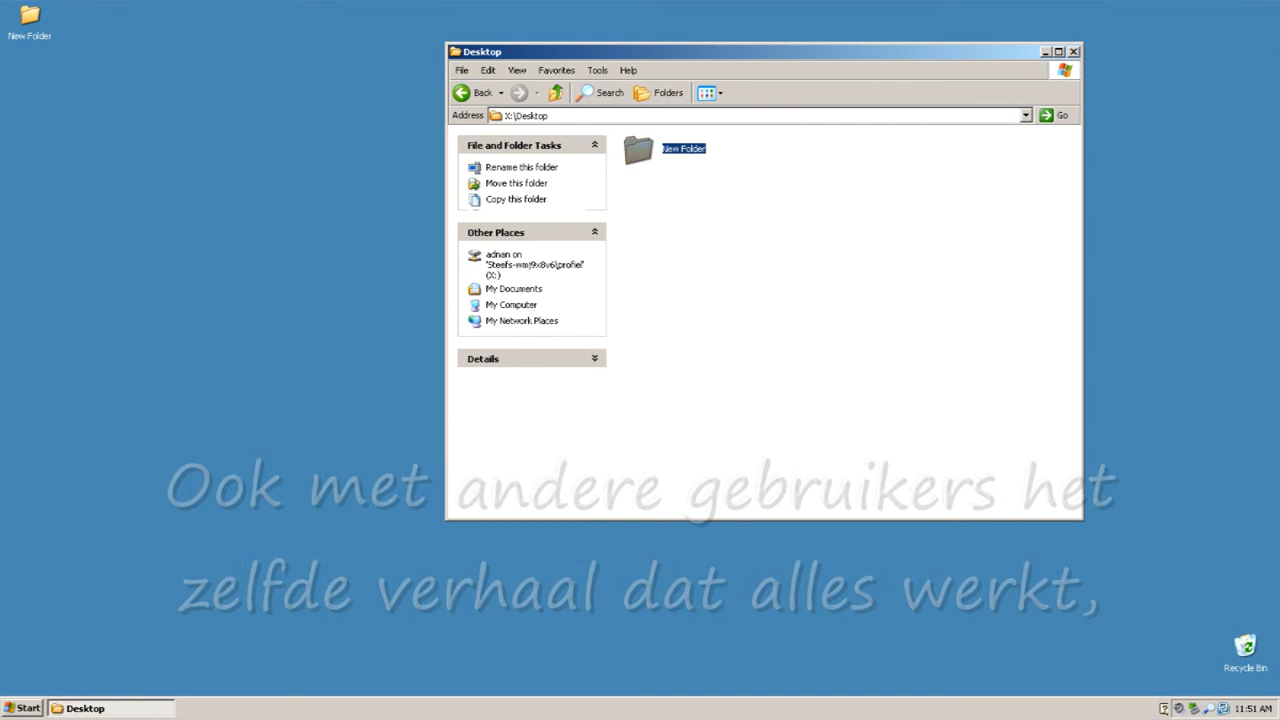 New Folder
Desktop
File Edit View Favorites Tools Help
Back Search Folders
Address X:\Desktop Go
File and Folder Tasks
Rename this folder
Move this folder
Copy this folder
New Folder
Other Places
adnan on
'Steefs-wmj9x8v6\profiel'
(X:)
My Documents
My Computer
My Network Places
Details
Ook met andere gebruikers het
zelfde verhaal dat alles werkt,
Recycle Bin
Start Desktop 11:51 AM